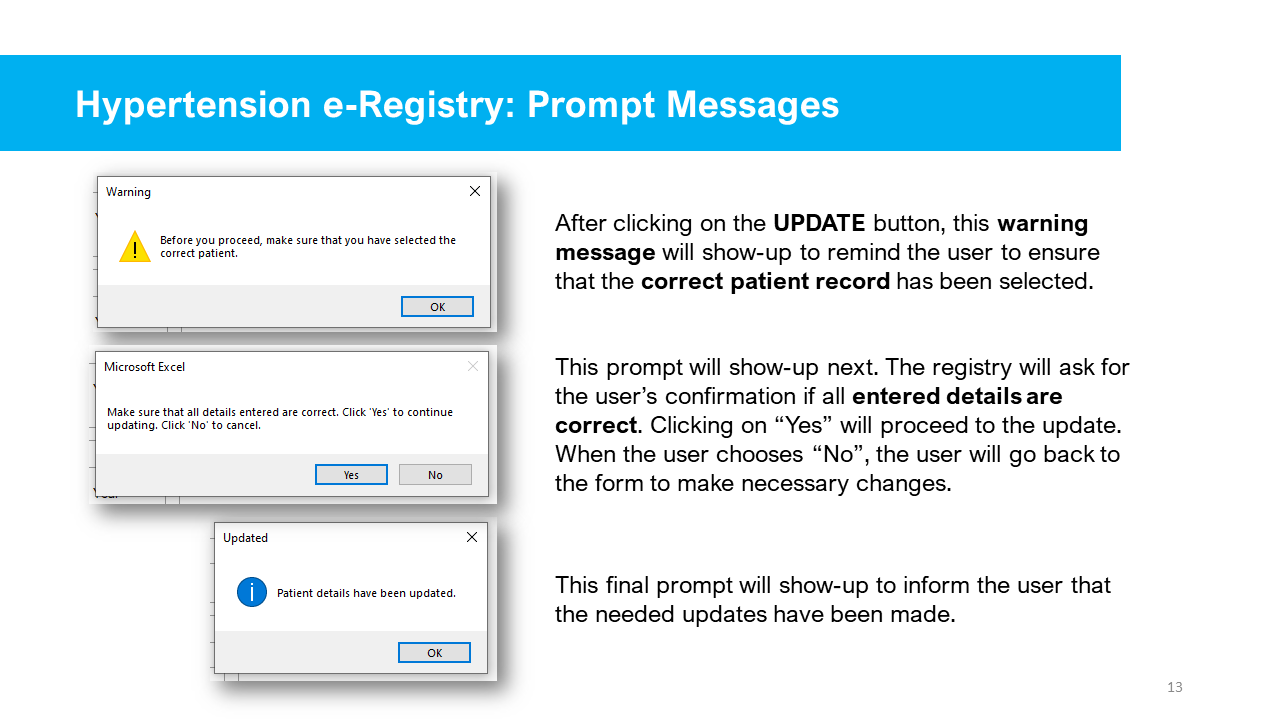 Hypertension e-Registry: Prompt Messages
Warning
Before you proceed, make sure that you have selected the
correct patient.
OK
After clicking on the UPDATE button, this warning
message will show-up to remind the user to ensure
that the correct patient record has been selected.
Microsoft Excel
Make sure that all details entered are correct. Click 'Yes' to continue
updating. Click 'No' to cancel.
Yes
No
This prompt will show-up next. The registry will ask for
the user’s confirmation if all entered details are
correct. Clicking on “Yes” will proceed to the update.
When the user chooses “No”, the user will go back to
the form to make necessary changes.
Updated
Patient details have been updated.
OK
This final prompt will show-up to inform the user that
the needed updates have been made.
13